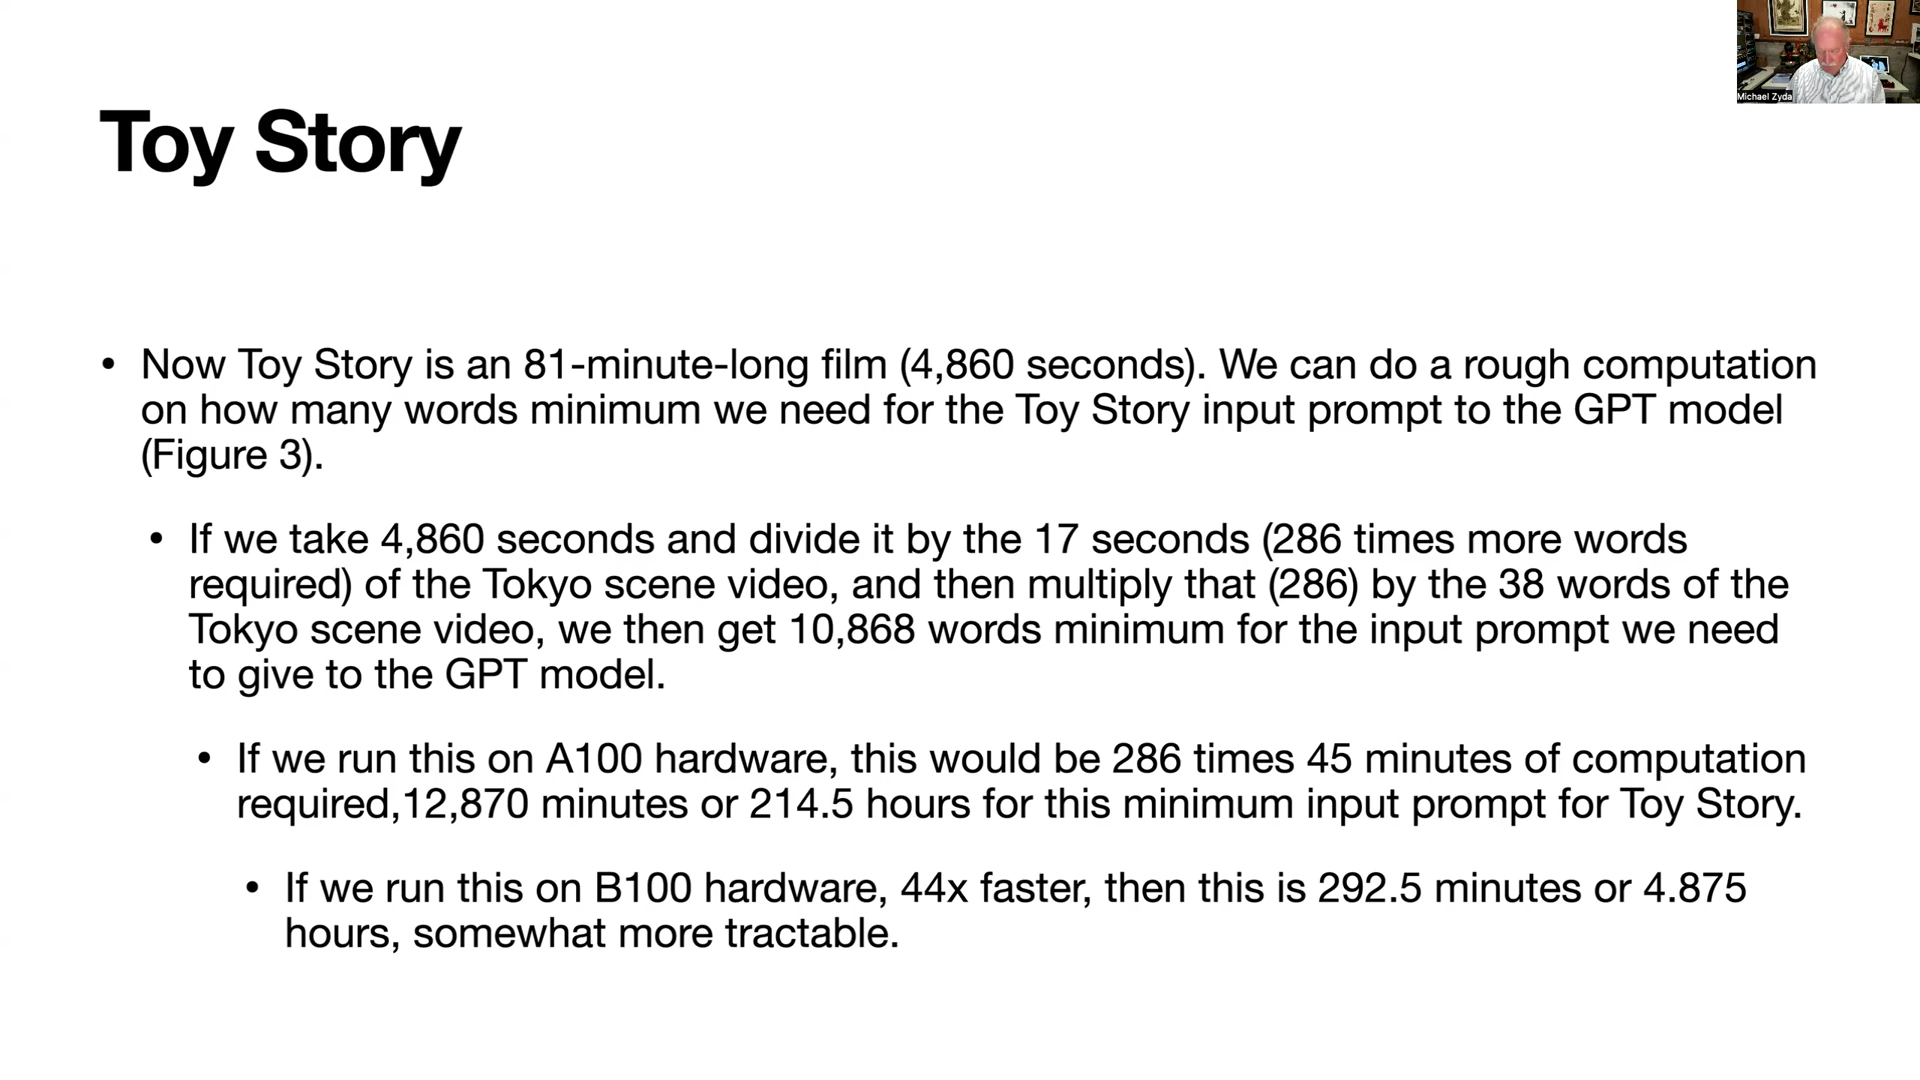 Michael Zyda
Toy Story
• Now Toy Story is an 81-minute-long film (4,860 seconds). We can do a rough computation
on how many words minimum we need for the Toy Story input prompt to the GPT model
(Figure 3).
• If we take 4,860 seconds and divide it by the 17 seconds (286 times more words
required) of the Tokyo scene video, and then multiply that (286) by the 38 words of the
Tokyo scene video, we then get 10,868 words minimum for the input prompt we need
to give to the GPT model.
• If we run this on A100 hardware, this would be 286 times 45 minutes of computation
required,12,870 minutes or 214.5 hours for this minimum input prompt for Toy Story.
• If we run this on B100 hardware, 44x faster, then this is 292.5 minutes or 4.875
hours, somewhat more tractable.